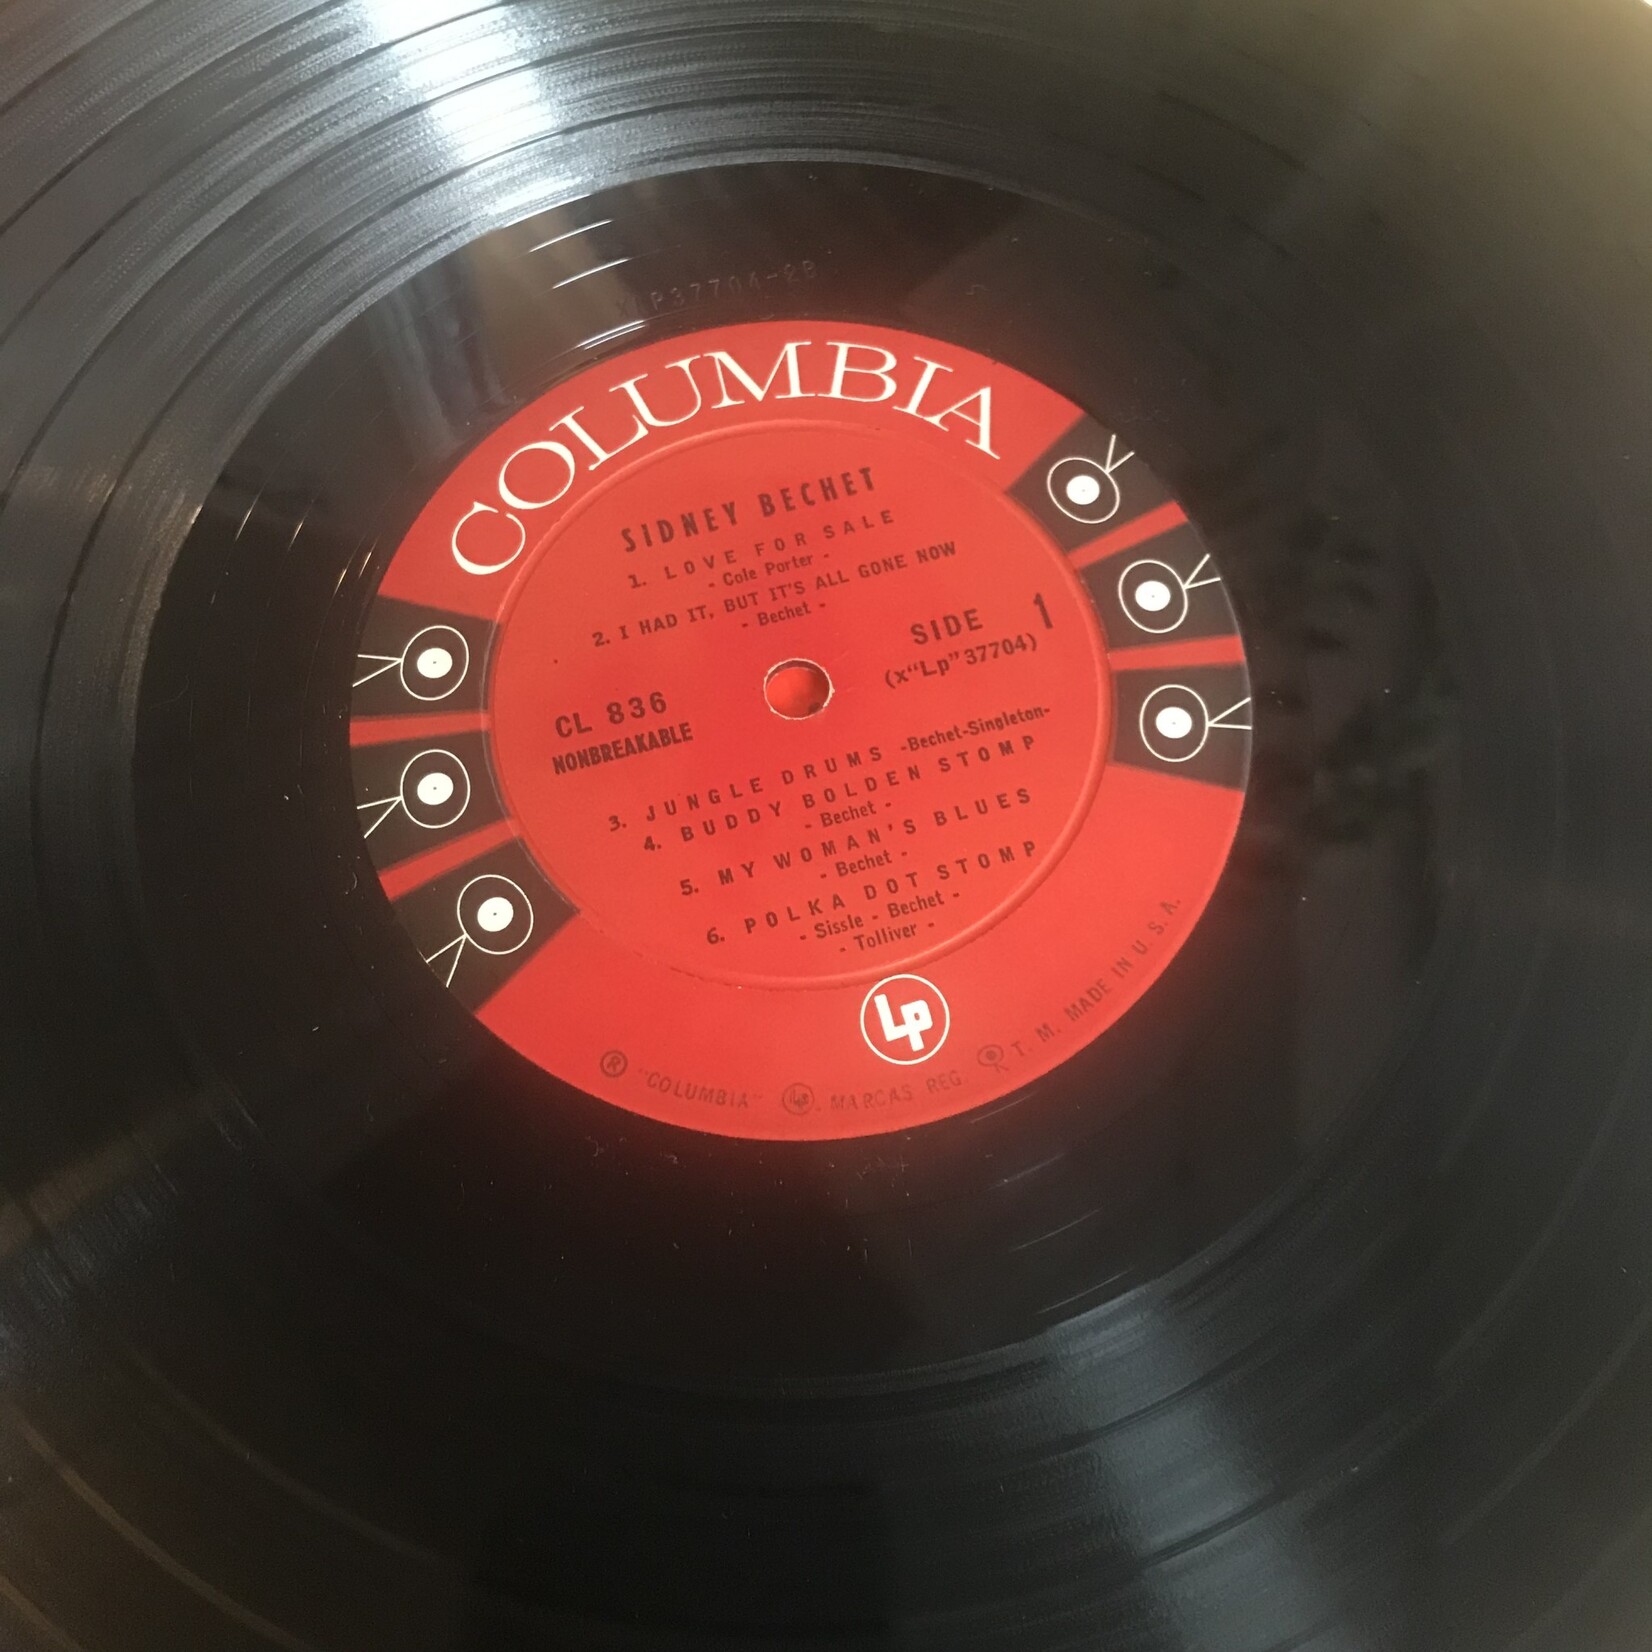 XLP37704-2B
COLUMBIA
SIDNEY BECHET
1. LOVE FOR SALE
- Cole Porter -
2. I HAD IT, BUT IT'S ALL GONE NOW
- Bechet -
SIDE 1
(x"Lp"37704)
CL 836
NONBREAKABLE
3. JUNGLE DRUMS -Bechet-Singleton-
4. BUDDY BOLDEN STOMP
- Bechet -
5. MY WOMAN'S BLUES
- Bechet -
6. POLKA DOT STOMP
- Sissle - Bechet -
- Tolliver -
Lp
® "COLUMBIA" Lp. MARCAS REG. T. M. MADE IN U. S. A.